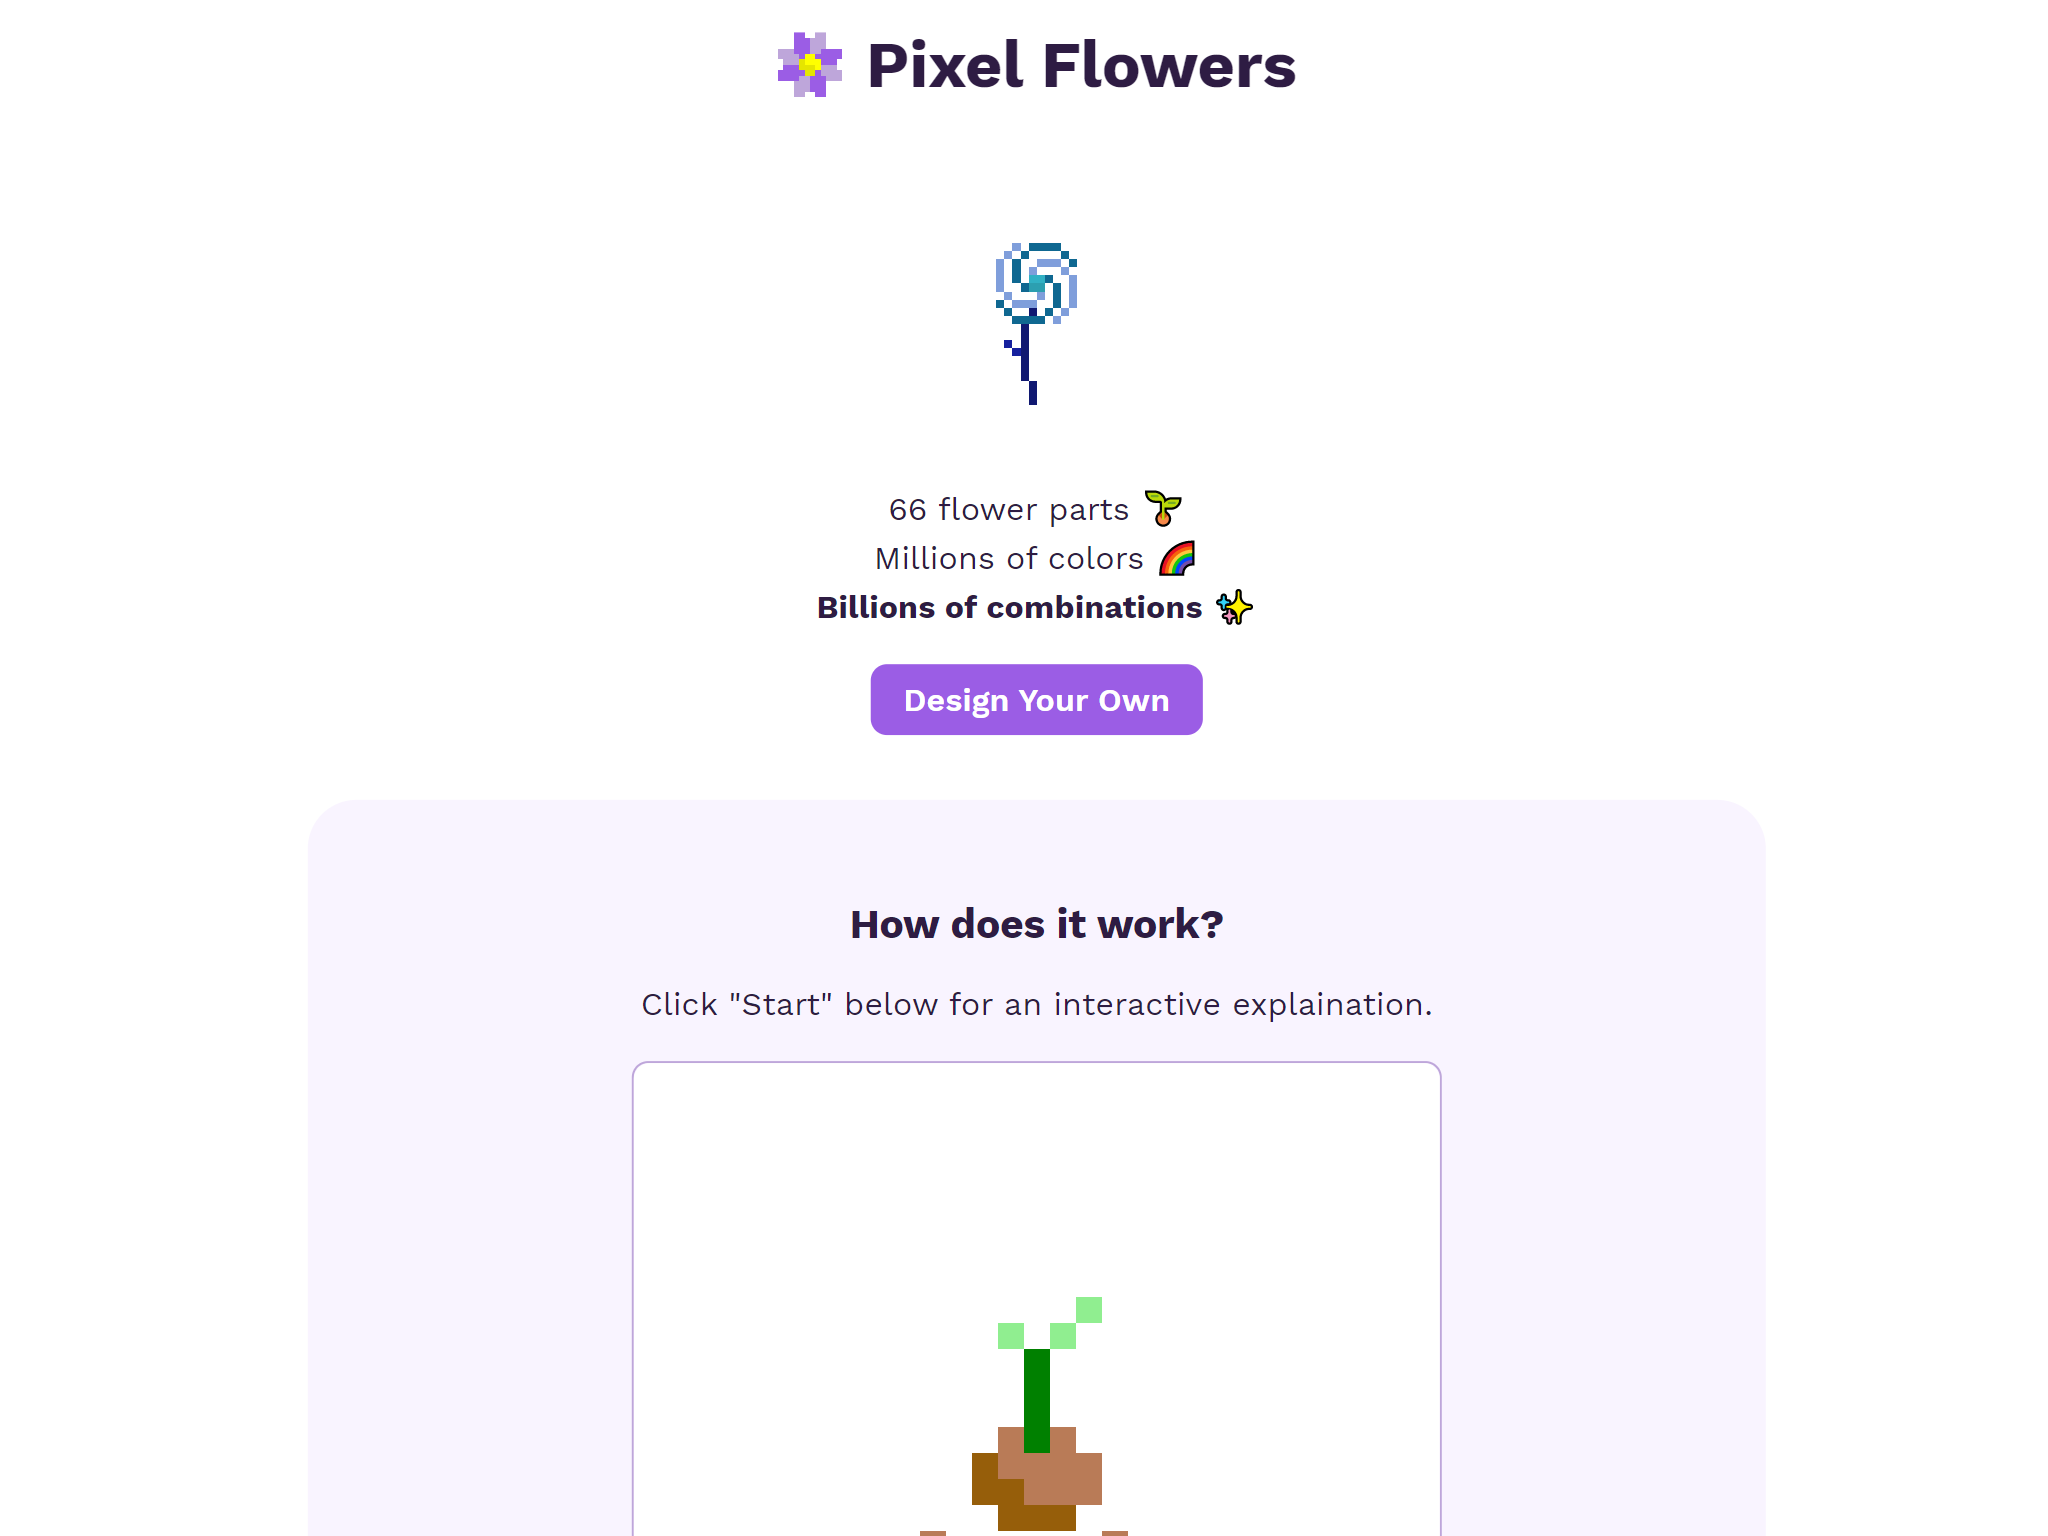 Pixel Flowers
66 flower parts
Millions of colors
Billions of combinations
Design Your Own
How does it work?
Click "Start" below for an interactive explaination.